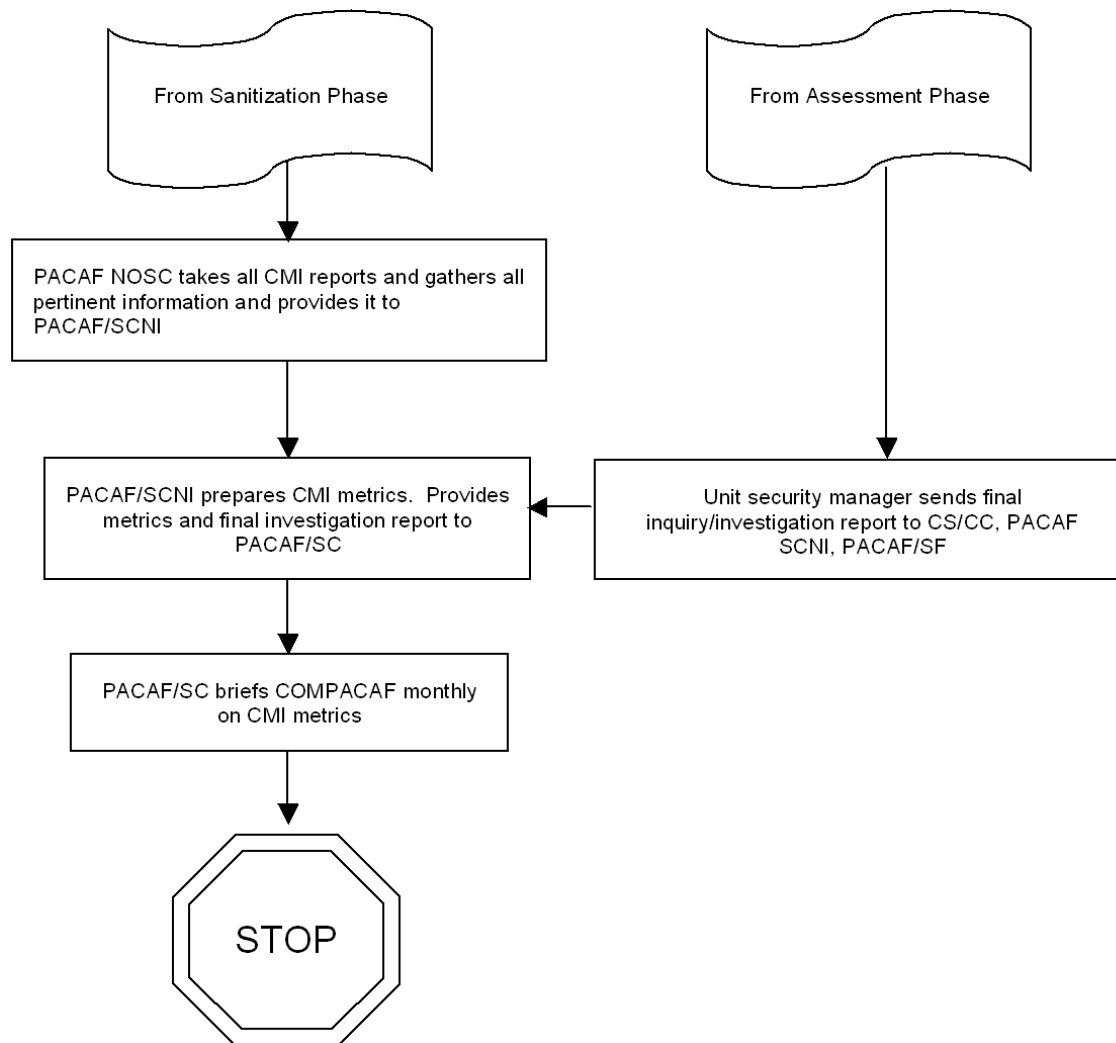 From Sanitization Phase
From Assessment Phase
PACAF NOSC takes all CMI reports and gathers all
pertinent information and provides it to
PACAF/SCNI
PACAF/SCNI prepares CMI metrics.  Provides
metrics and final investigation report to
PACAF/SC
Unit security manager sends final
inquiry/investigation report to CS/CC, PACAF
SCNI, PACAF/SF
PACAF/SC briefs COMPACAF monthly
on CMI metrics
STOP